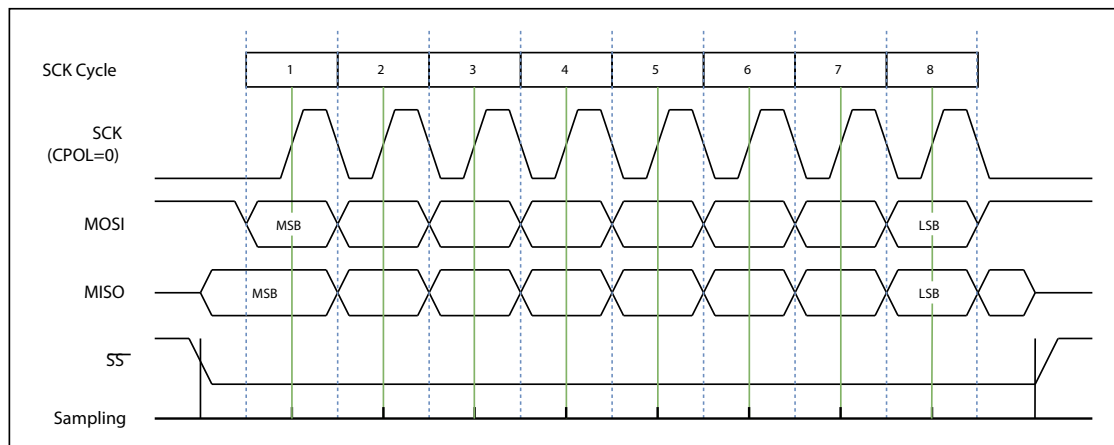 SCK Cycle 1 2 3 4 5 6 7 8
SCK
(CPOL=0)
MOSI MSB LSB
MISO MSB LSB
SS
Sampling